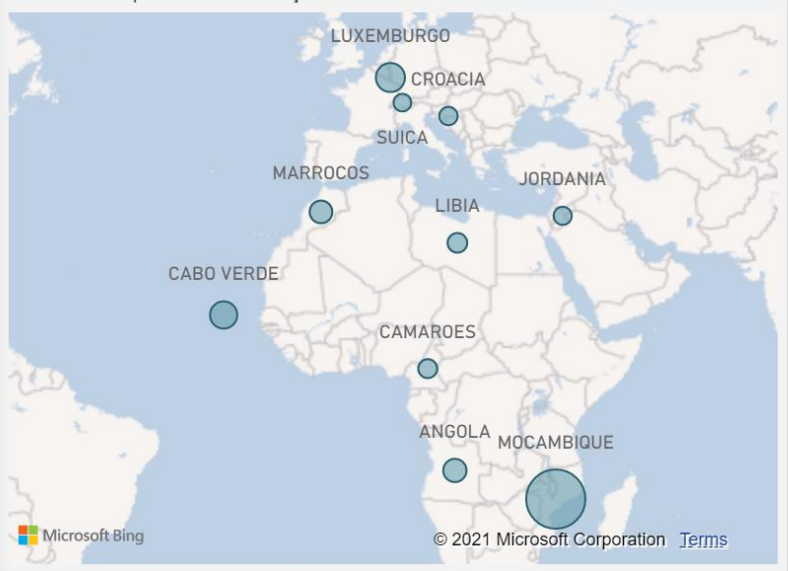 LUXEMBURGO
CROACIA
SUICA
MARROCOS
JORDANIA
LIBIA
CABO VERDE
CAMAROES
ANGOLA
MOCAMBIQUE
Microsoft Bing
© 2021 Microsoft Corporation Terms